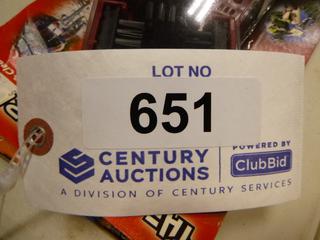 LOT NO
651
CENTURY AUCTIONS
POWERED BY
ClubBid
A DIVISION OF CENTURY SERVICES